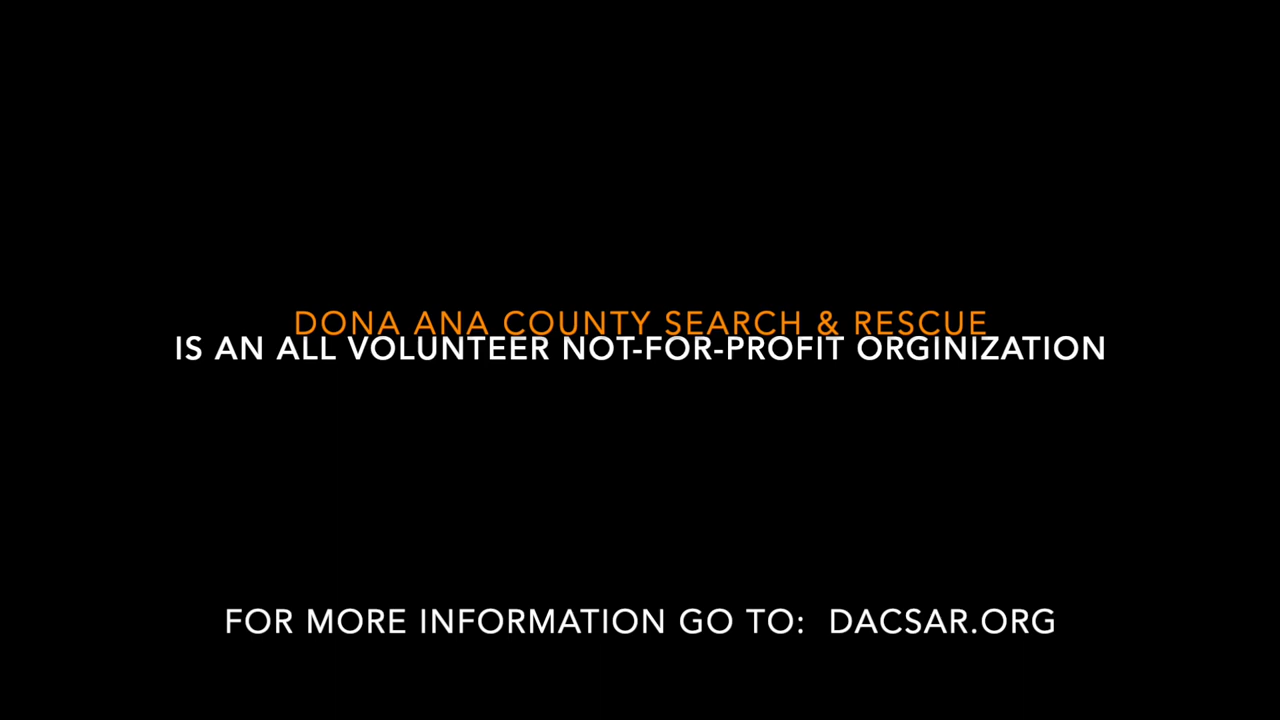 DONA ANA COUNTY SEARCH & RESCUE
IS AN ALL VOLUNTEER NOT-FOR-PROFIT ORGINIZATION
FOR MORE INFORMATION GO TO:  DACSAR.ORG